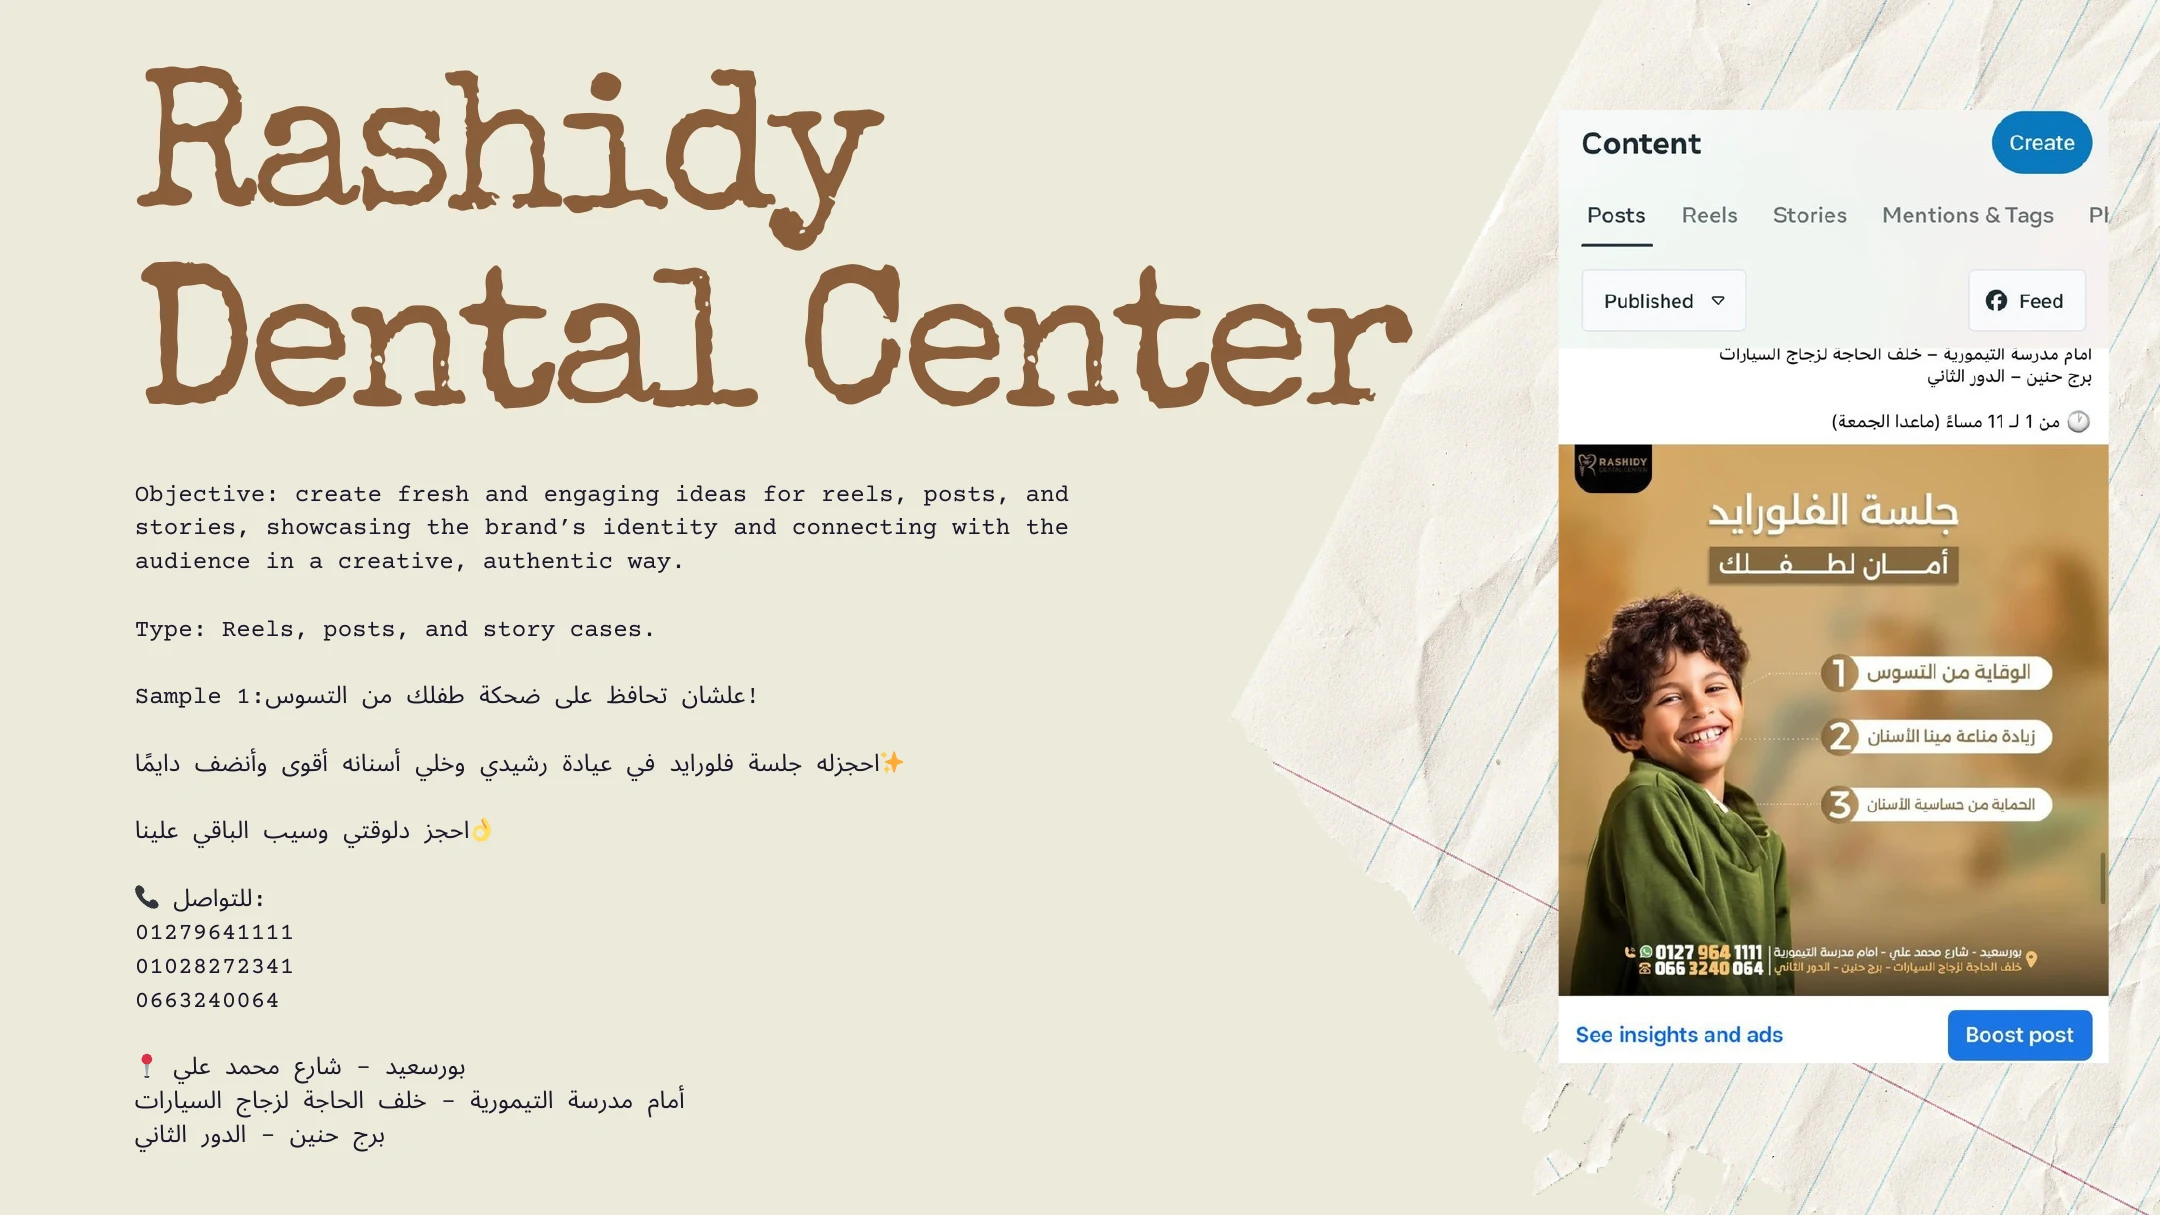 Rashidy
Dental Center
Objective: create fresh and engaging ideas for reels, posts, and
stories, showcasing the brand’s identity and connecting with the
audience in a creative, authentic way.
Type: Reels, posts, and story cases.
Sample 1:علشان تحافظ على ضحكة طفلك من التسوس!
✨احجزله جلسة فلورايد في عيادة رشيدي وخلي أسنانه أقوى وأنضف دايمًا
👌احجز دلوقتي وسيب الباقي علينا
📞 للتواصل:
01279641111
01028272341
0663240064
📍 بورسعيد – شارع محمد علي
أمام مدرسة التيمورية – خلف الحاجة لزجاج السيارات
برج حنين – الدور الثاني
Content
Create
Posts Reels Stories Mentions & Tags Ph
Published
Feed
أمام مدرسة التيمورية – خلف الحاجة لزجاج السيارات
برج حنين – الدور الثاني
🕐 من 1 لـ 11 مساءً (ماعدا الجمعة)
RASHIDY
DENTAL CENTER
جلسة الفلورايد
أمـــان لطـــفـــلك
1 الوقاية من التسوس
2 زيادة مناعة مينا الأسنان
3 الحماية من حساسية الأسنان
بورسعيد - شارع محمد علي - امام مدرسة التيمورية
خلف الحاجة لزجاج السيارات - برج حنين - الدور الثاني
0127 964 1111
066 3240 064
See insights and ads
Boost post